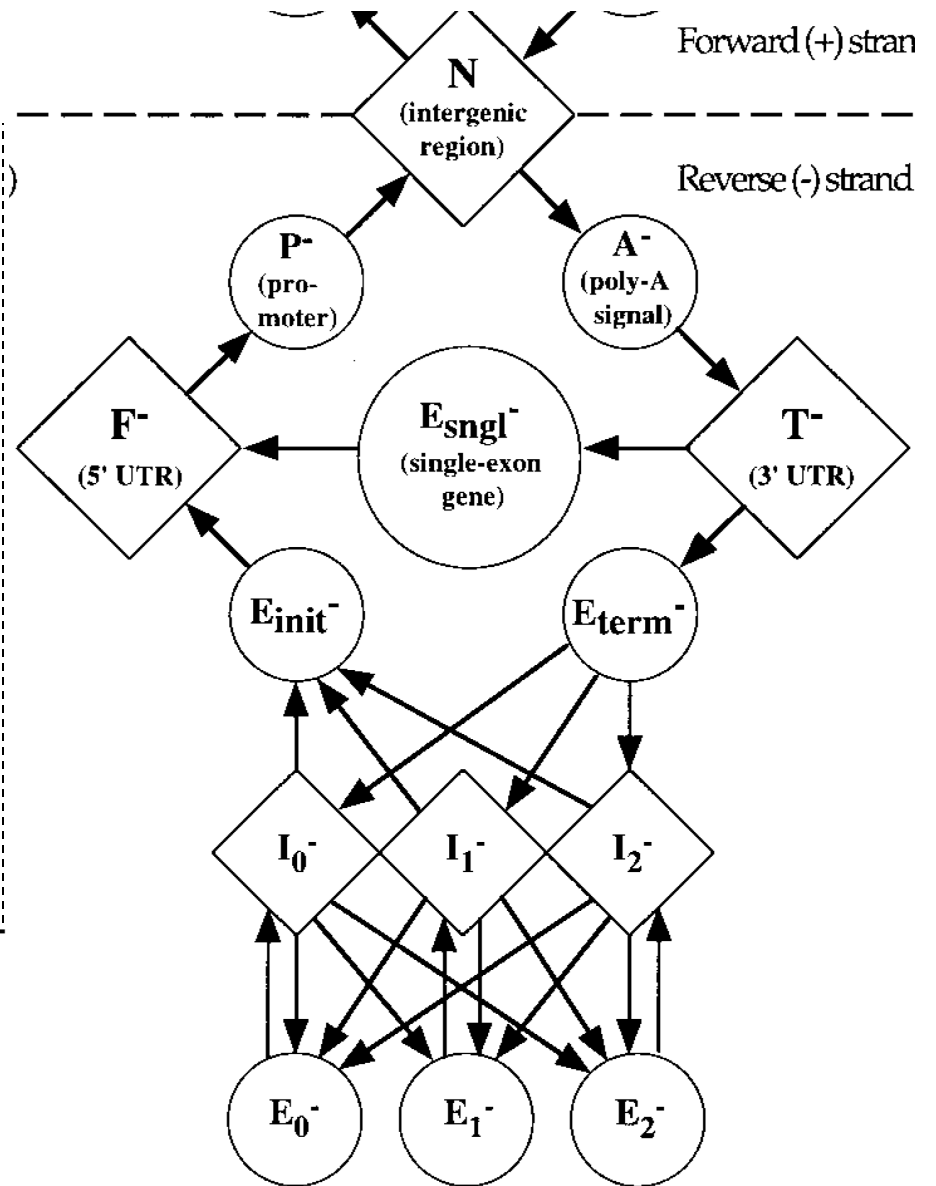 Forward (+) stran
N
(intergenic
region)
)
Reverse (-) strand
P-
(pro-
moter)
A-
(poly-A
signal)
F-
(5' UTR)
Esngl-
(single-exon
gene)
T-
(3' UTR)
Einit-
Eterm-
I0-
I1-
I2-
E0-
E1-
E2-